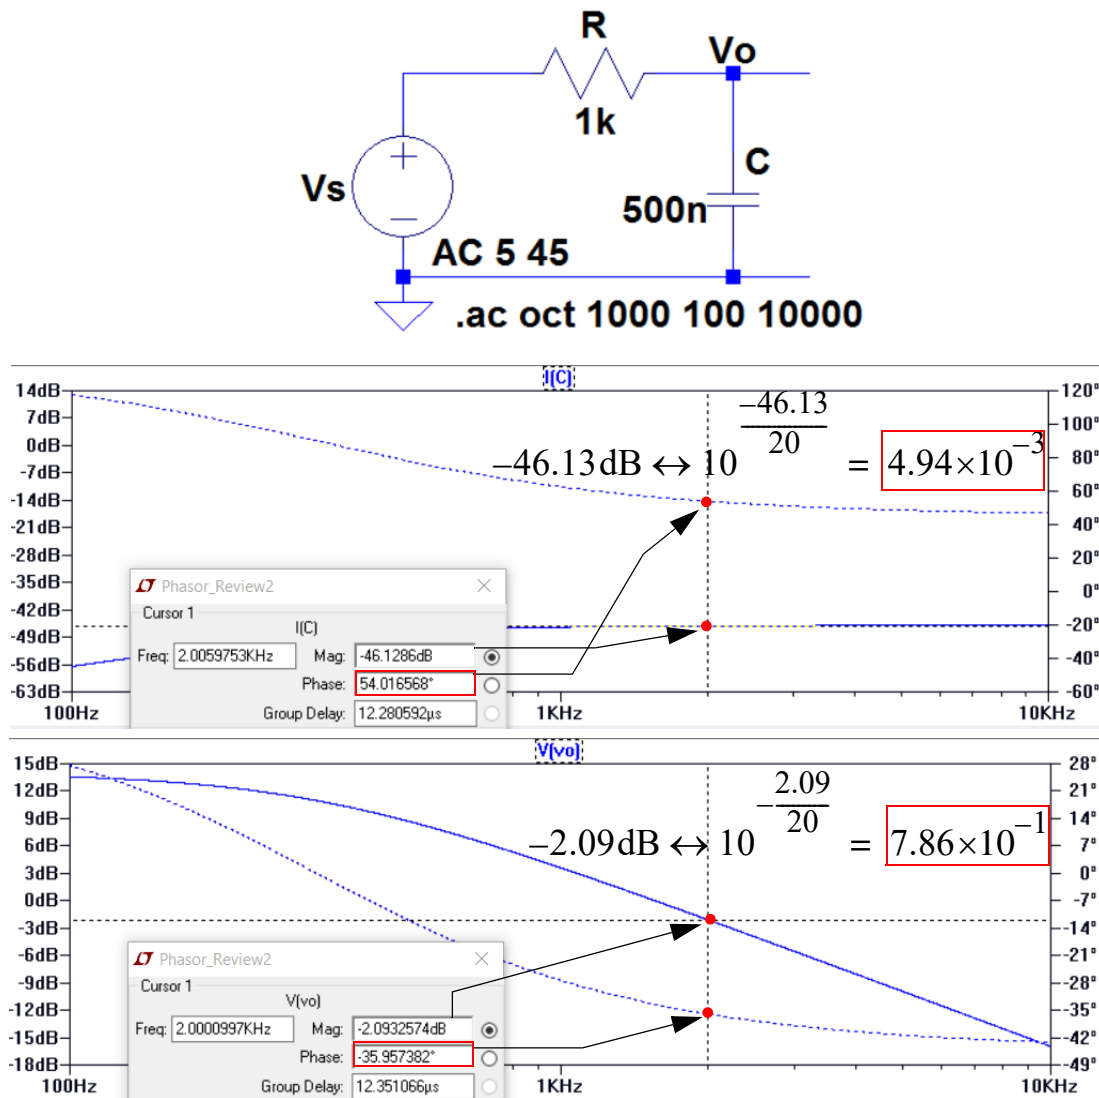 R
Vo
1k
C
Vs
500n
AC 5 45
.ac oct 1000 100 10000
I(C)
14dB
7dB
0dB
-7dB
-14dB
-21dB
-28dB
-35dB
-42dB
-49dB
-56dB
-63dB
120°
100°
80°
60°
40°
20°
0°
-20°
-40°
-60°
−46.13dB ↔ 10^(−46.13/20) = 4.94×10^−3
Phasor_Review2
Cursor 1
I(C)
Freq: 2.0059753KHz Mag: -46.1286dB
Phase: 54.016568°
Group Delay: 12.280592µs
100Hz 1KHz 10KHz
V(vo)
15dB
12dB
9dB
6dB
3dB
0dB
-3dB
-6dB
-9dB
-12dB
-15dB
-18dB
28°
21°
14°
7°
0°
-7°
-14°
-21°
-28°
-35°
-42°
-49°
−2.09dB ↔ 10^(−2.09/20) = 7.86×10^−1
Phasor_Review2
Cursor 1
V(vo)
Freq: 2.0000997KHz Mag: -2.0932574dB
Phase: -35.957382°
Group Delay: 12.351066µs
100Hz 1KHz 10KHz